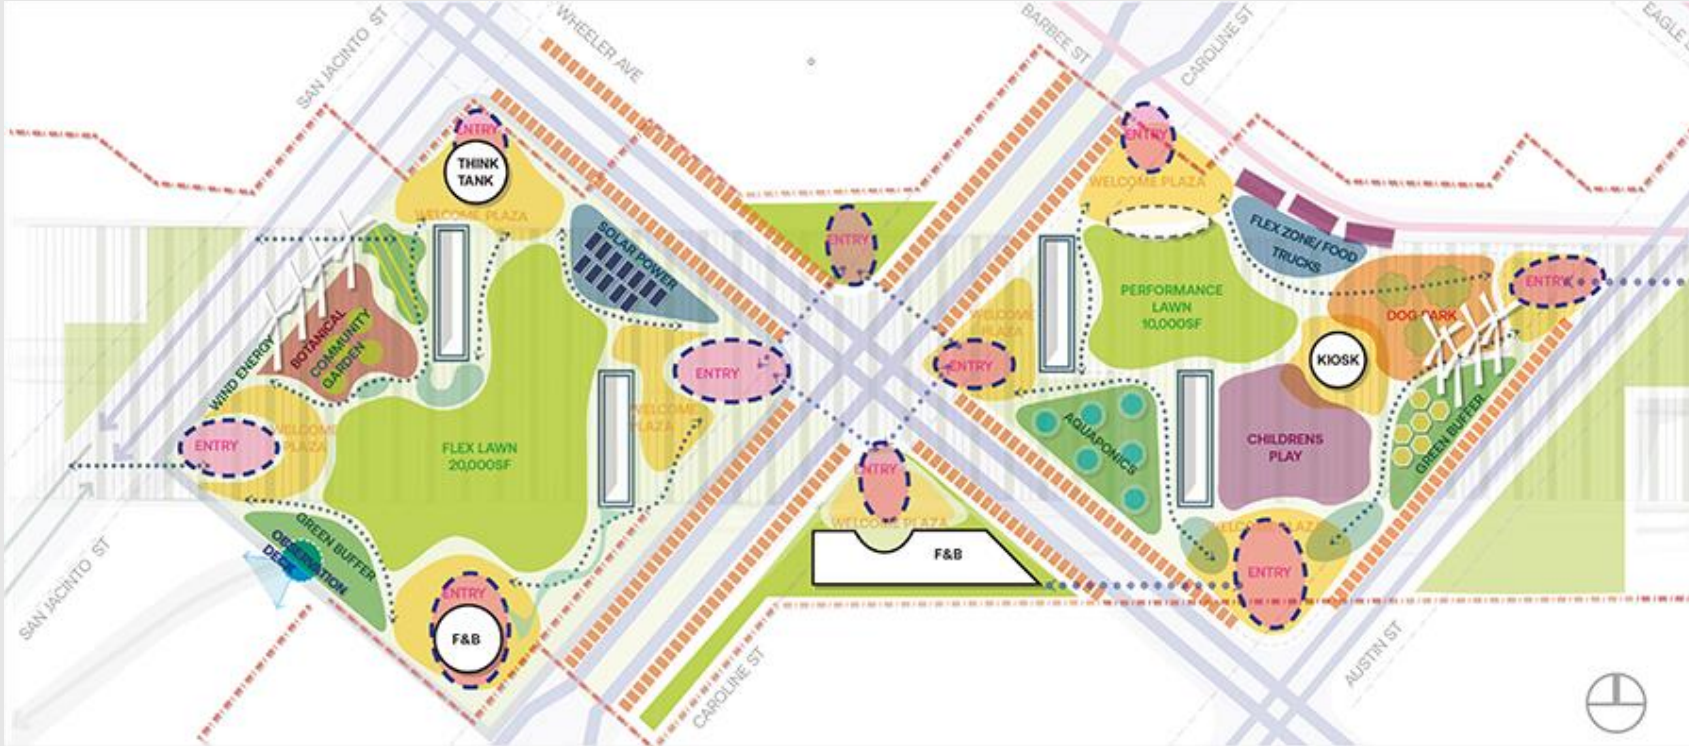 SAN JACINTO ST
WHEELER AVE
BARBEE ST
CAROLINE ST
ENTRY
THINK
TANK
WELCOME PLAZA
SOLAR POWER
WIND ENERGY
BOTANICAL
COMMUNITY
GARDEN
ENTRY
WELCOME
PLAZA
FLEX LAWN
20,000SF
ENTRY
WELCOME
PLAZA
GREEN BUFFER
OBSERVATION
DECK
ENTRY
F&B
SAN JACINTO ST
ENTRY
ENTRY
WELCOME PLAZA
F&B
CAROLINE ST
ENTRY
WELCOME PLAZA
FLEX ZONE/ FOOD
TRUCKS
PERFORMANCE
LAWN
10,000SF
WELCOME
PLAZA
ENTRY
DOG PARK
ENTRY
KIOSK
AQUAPONICS
CHILDRENS
PLAY
GREEN BUFFER
WELCOME PLAZA
ENTRY
AUSTIN ST